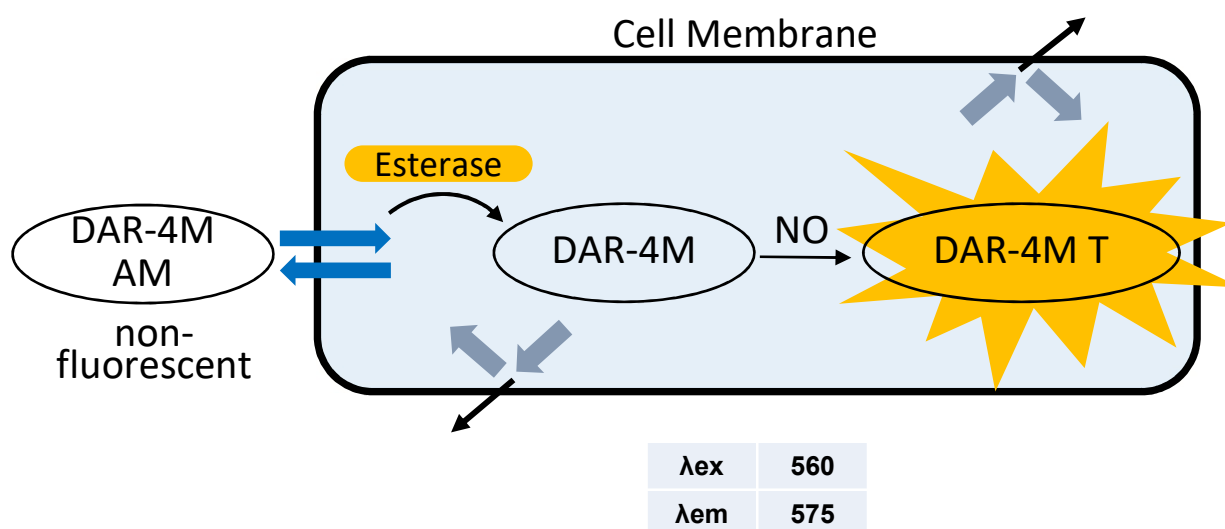 Cell Membrane
Esterase
DAR-4M
AM
non-
fluorescent
DAR-4M
NO
DAR-4M T
λex 560
λem 575